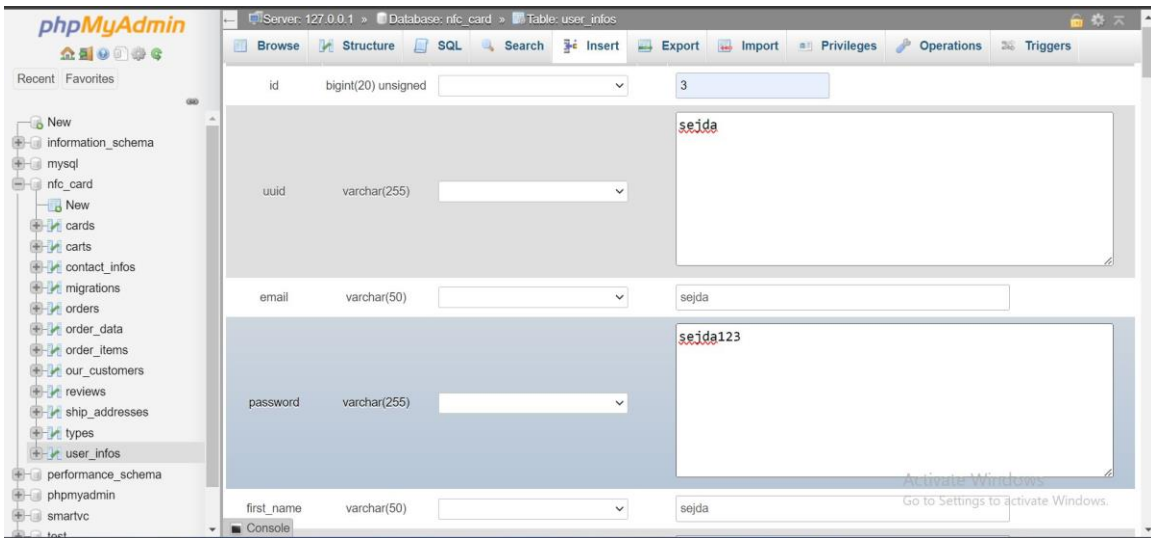 phpMyAdmin
Recent Favorites
New
information_schema
mysql
nfc_card
New
cards
carts
contact_infos
migrations
orders
order_data
order_items
our_customers
reviews
ship_addresses
types
user_infos
performance_schema
phpmyadmin
smartvc
test
Server: 127.0.0.1 » Database: nfc_card » Table: user_infos
Browse Structure SQL Search Insert Export Import Privileges Operations Triggers
id bigint(20) unsigned 3
uuid varchar(255) sejda
email varchar(50) sejda
password varchar(255) sejda123
first_name varchar(50) sejda
Activate Windows
Go to Settings to activate Windows.
Console